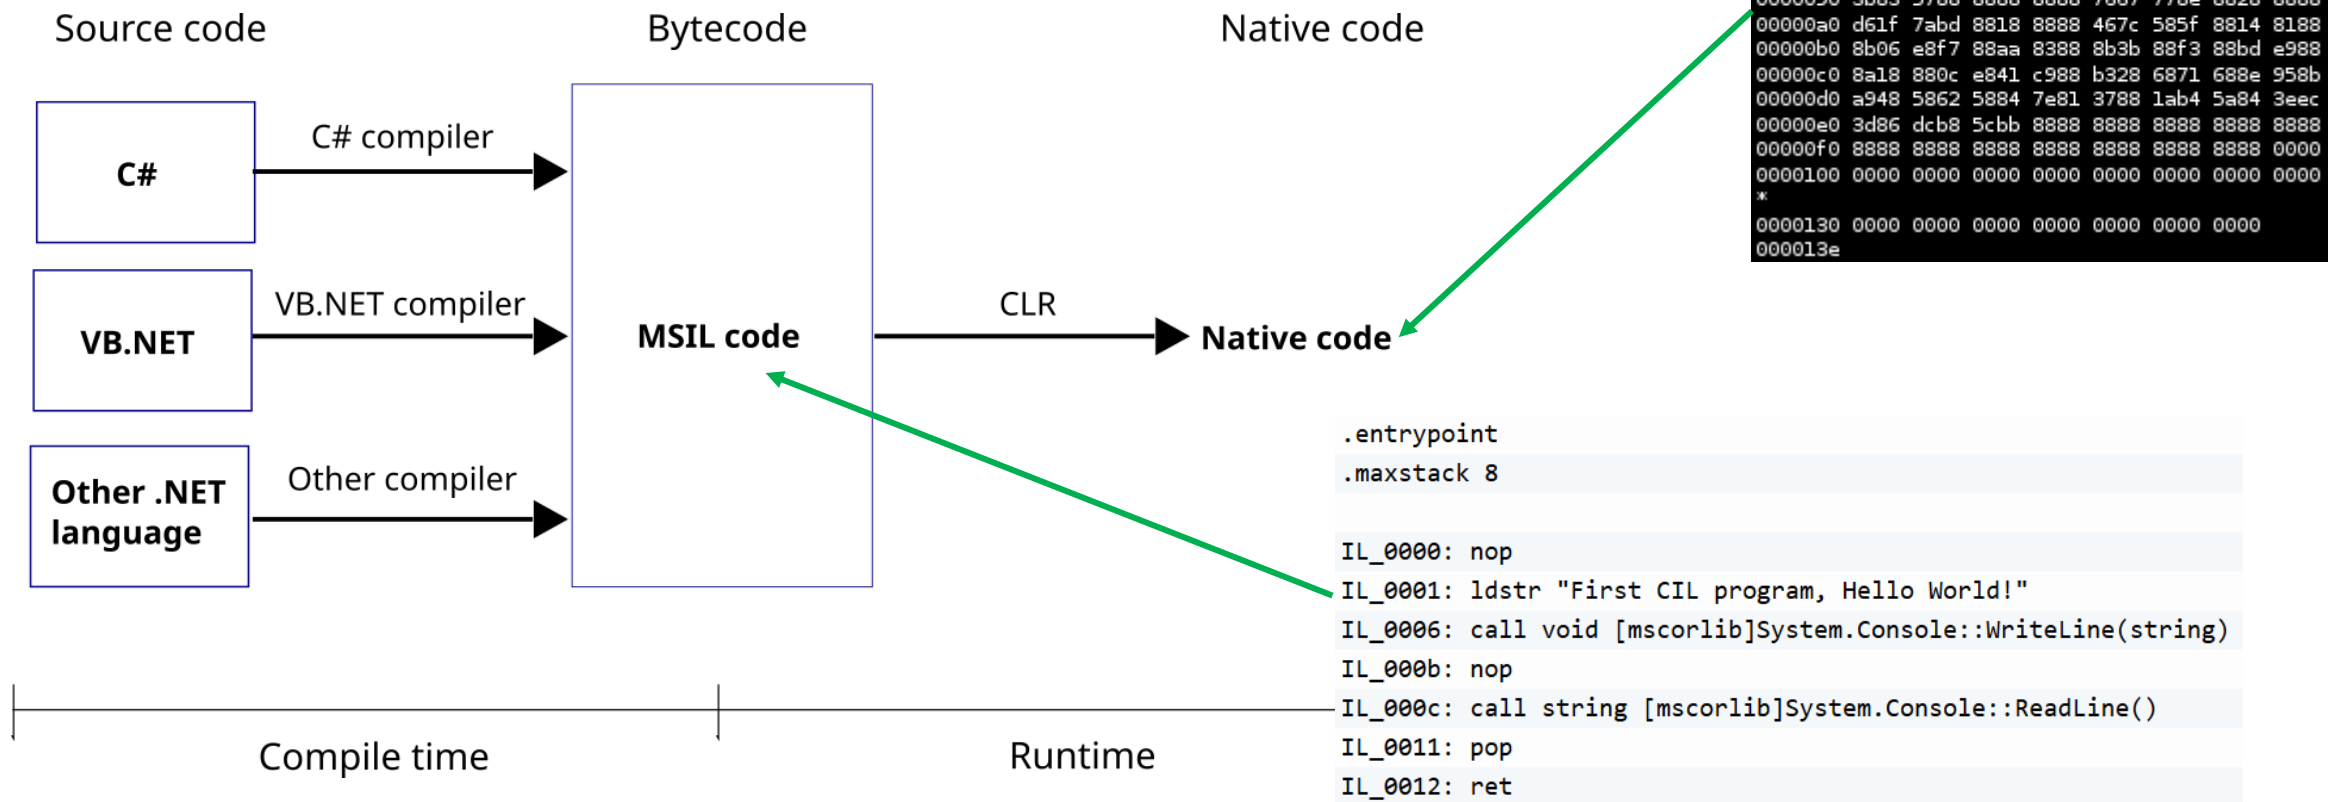 Source code
Bytecode
Native code
C#
C# compiler
VB.NET
VB.NET compiler
Other .NET
language
Other compiler
MSIL code
CLR
Native code
Compile time
Runtime
00000a0 d61f 7abd 8818 8888 467c 585f 8814 8188
00000b0 8b06 e8f7 88aa 8388 8b3b 88f3 88bd e988
00000c0 8a18 880c e841 c988 b328 6871 688e 958b
00000d0 a948 5862 5884 7e81 3788 1ab4 5a84 3eec
00000e0 3d86 dcb8 5cbb 8888 8888 8888 8888 8888
00000f0 8888 8888 8888 8888 8888 8888 8888 0000
0000100 0000 0000 0000 0000 0000 0000 0000 0000
*
0000130 0000 0000 0000 0000 0000 0000 0000
000013e
.entrypoint
.maxstack 8
IL_0000: nop
IL_0001: ldstr "First CIL program, Hello World!"
IL_0006: call void [mscorlib]System.Console::WriteLine(string)
IL_000b: nop
IL_000c: call string [mscorlib]System.Console::ReadLine()
IL_0011: pop
IL_0012: ret